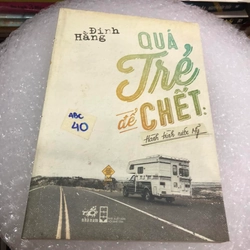 Đinh
Hằng
QUÁ
Trẻ
để
CHẾT:
hành trình nước Mỹ
ABC
40